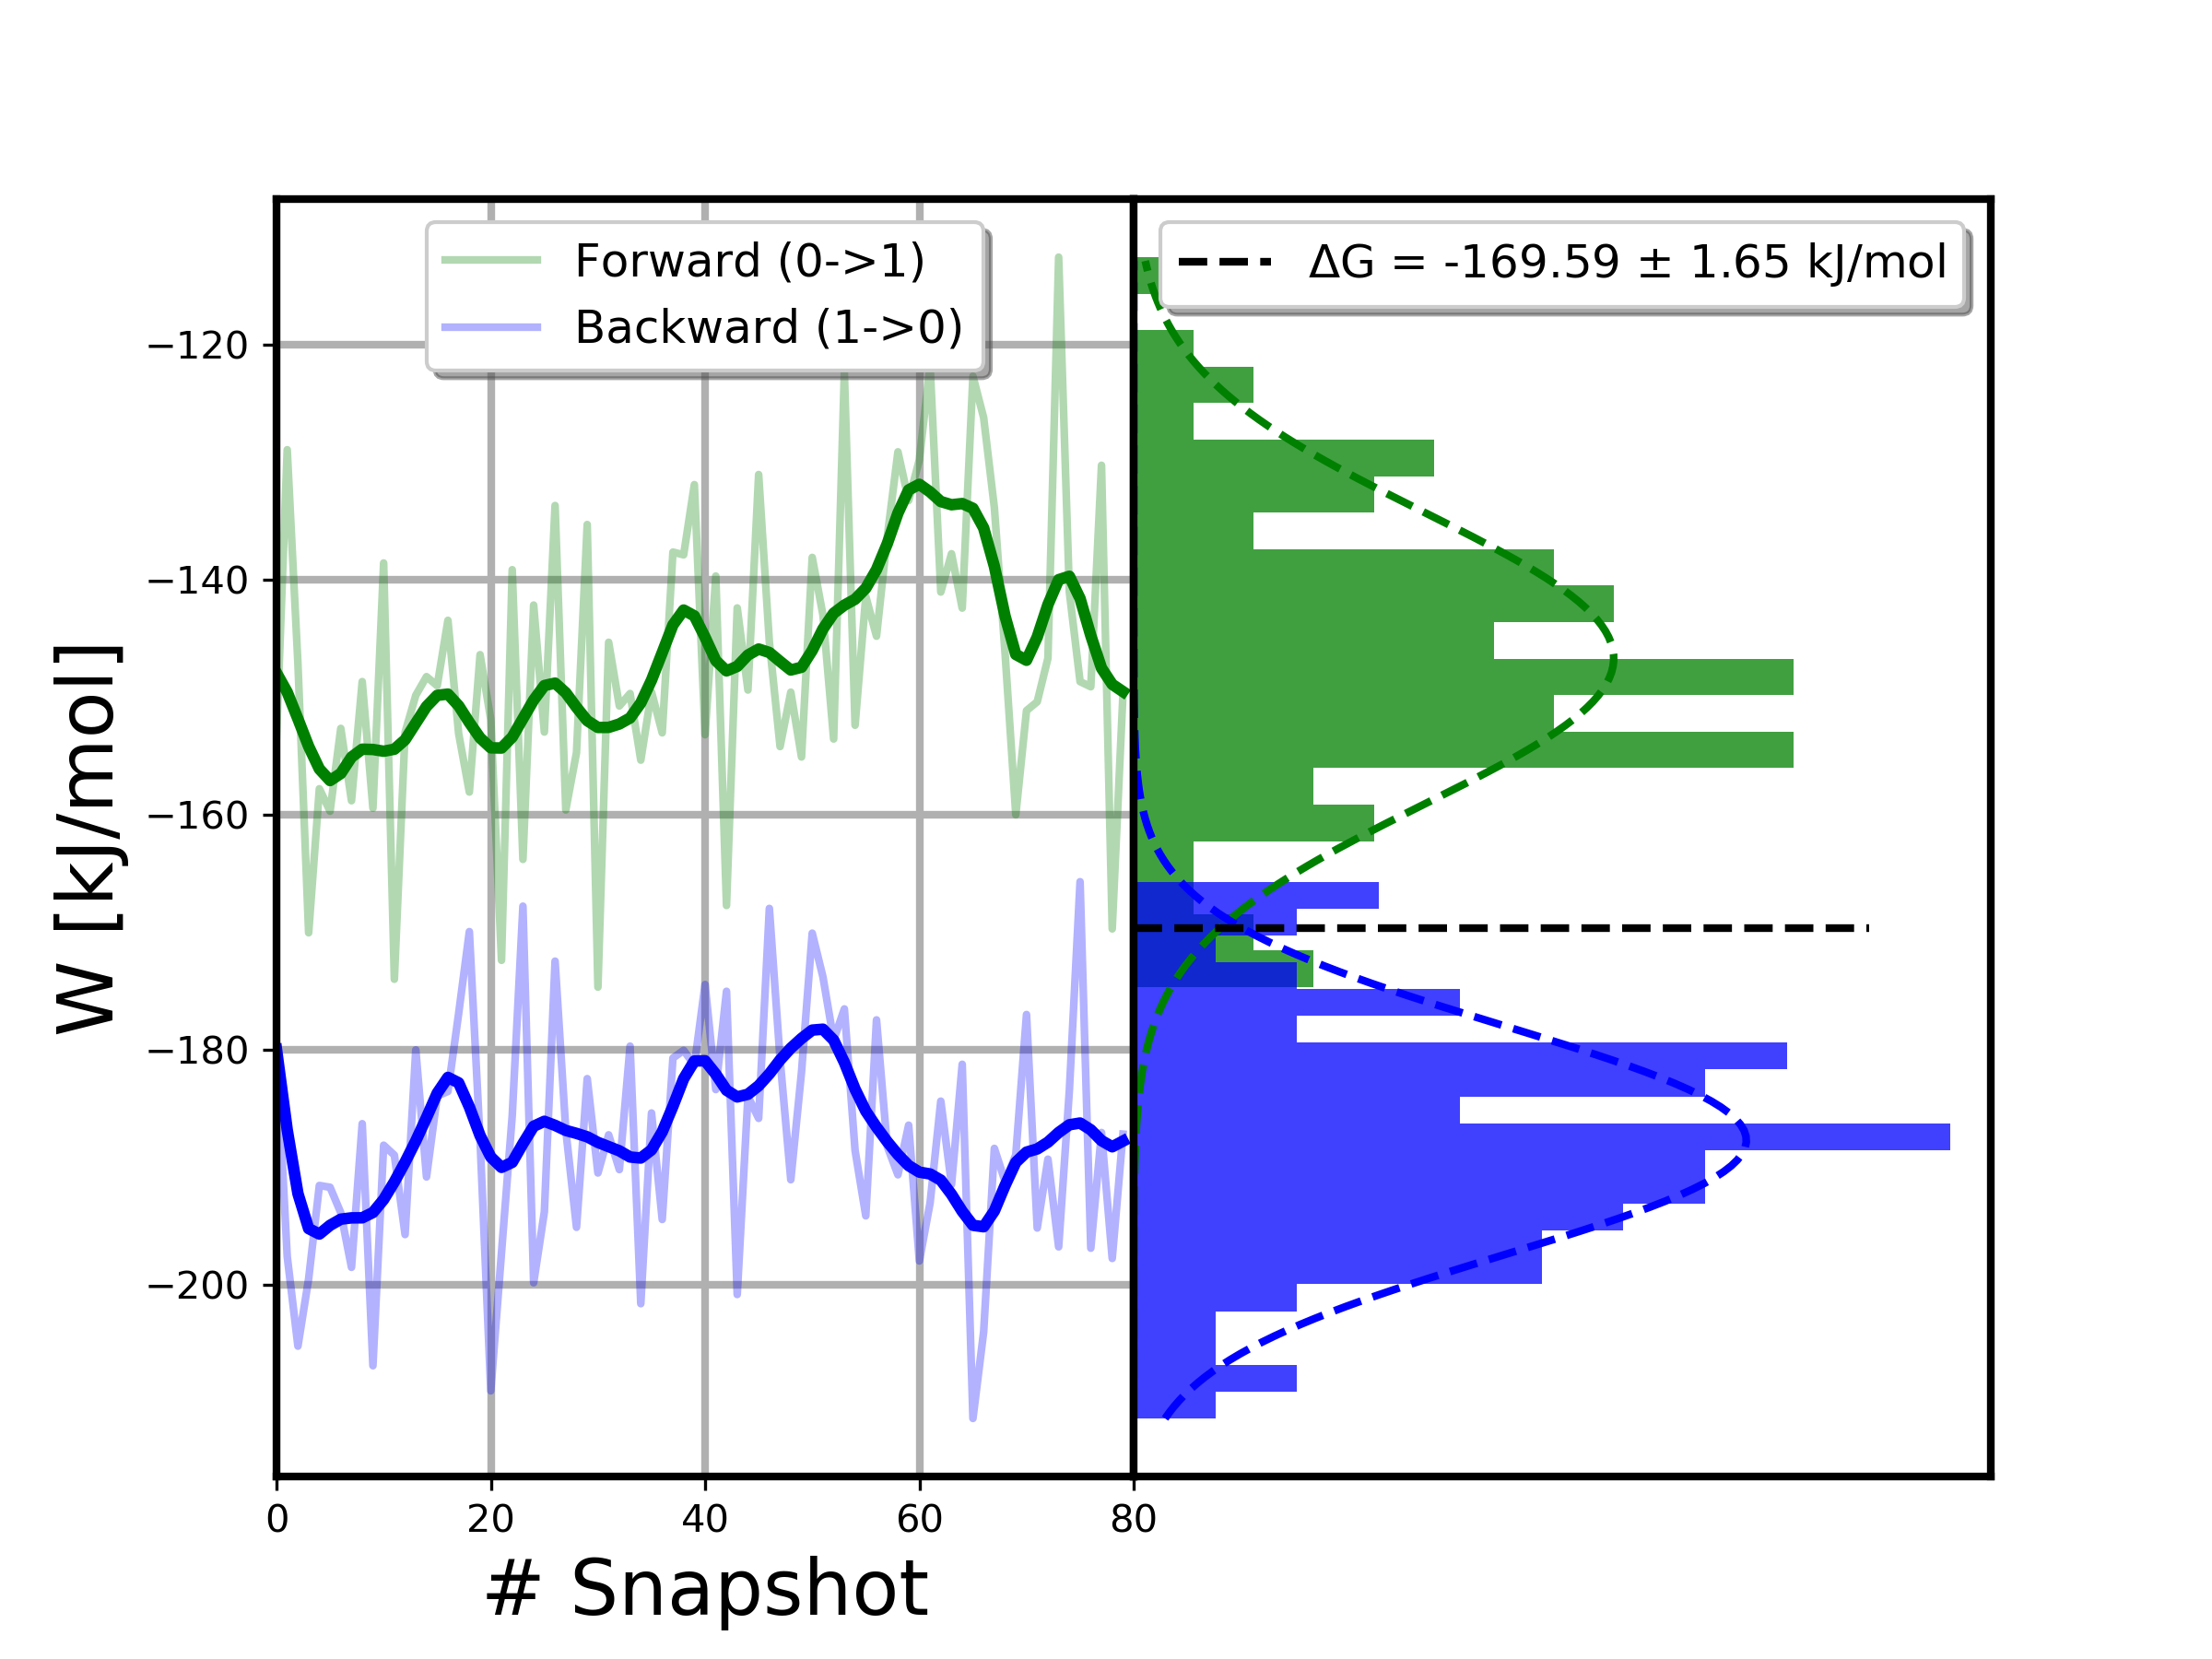 Forward (0->1)
Backward (1->0)
ΔG = -169.59 ± 1.65 kJ/mol
W [kJ/mol]
−120
−140
−160
−180
−200
0 20 40 60 80
# Snapshot